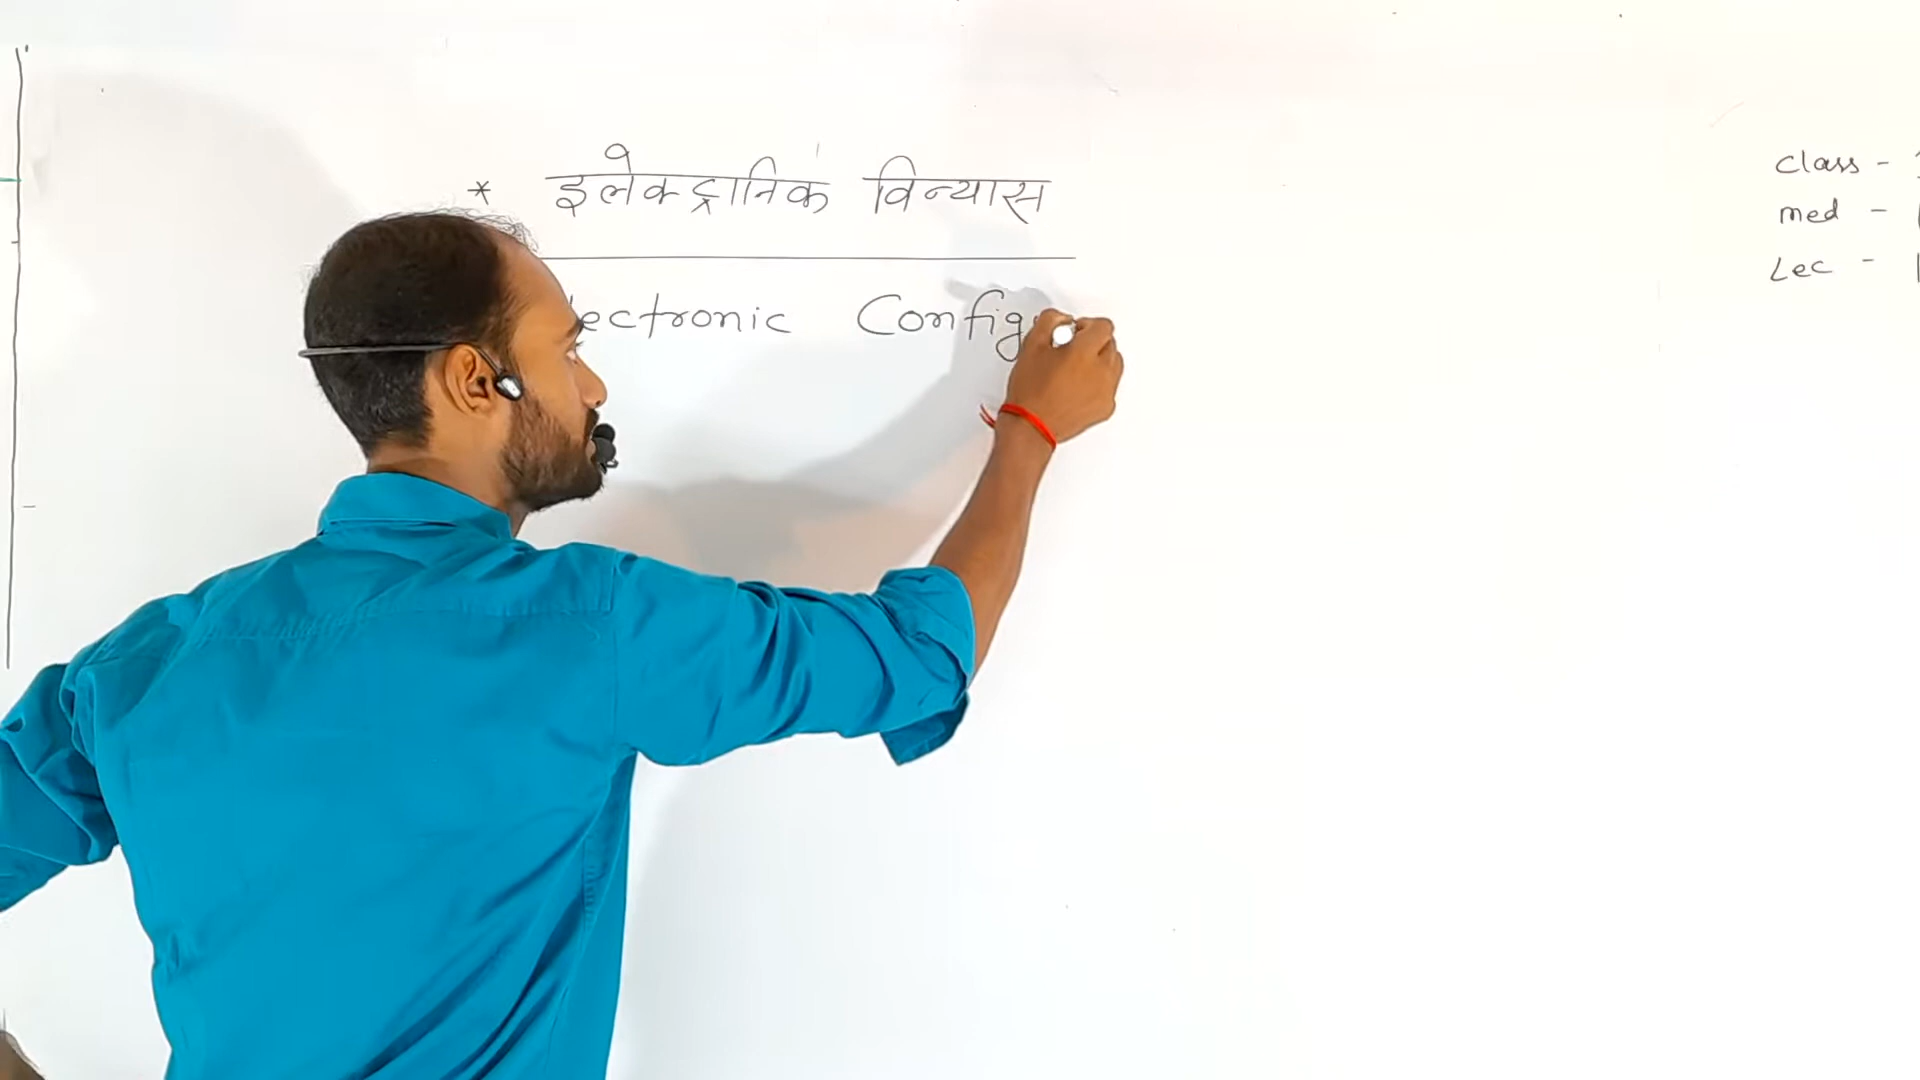 * इलेक्ट्रानिक विन्यास
ectronic Config
class -
med -
Lec -